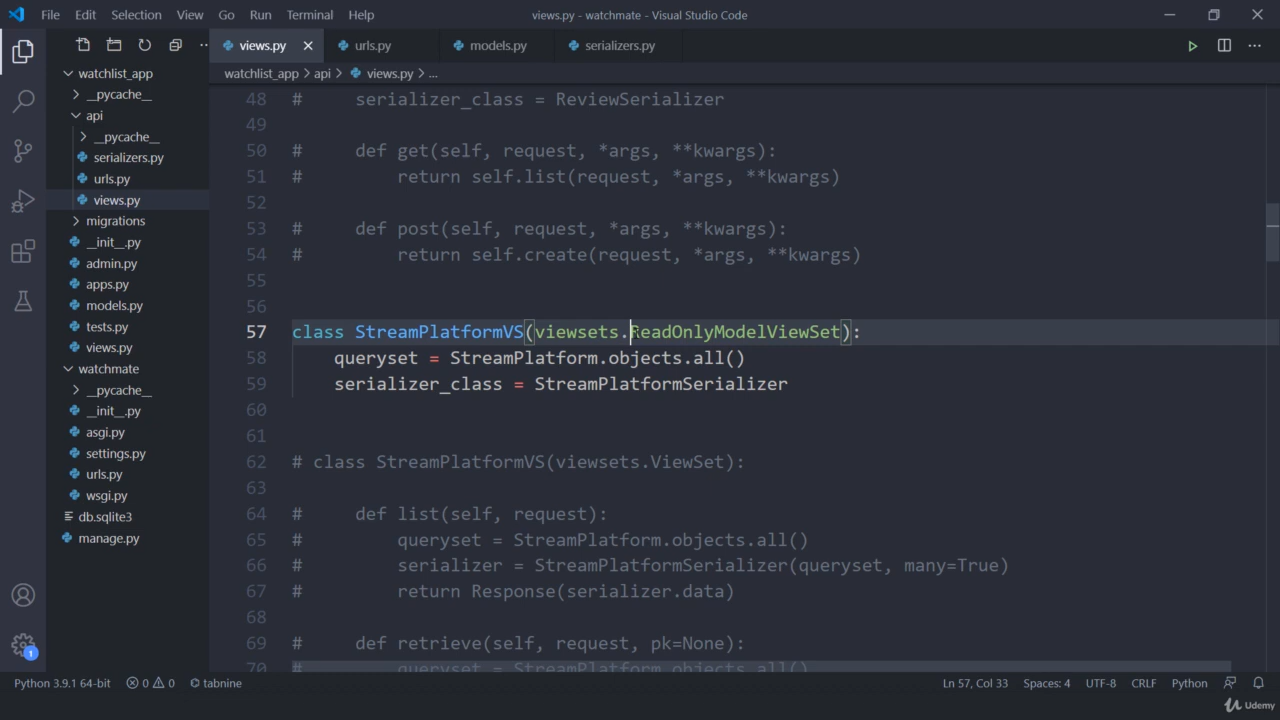 File Edit Selection View Go Run Terminal Help
views.py - watchmate - Visual Studio Code
views.py
urls.py
models.py
serializers.py
watchlist_app > api > views.py > ...
watchlist_app
__pycache__
api
__pycache__
serializers.py
urls.py
views.py
migrations
__init__.py
admin.py
apps.py
models.py
tests.py
views.py
watchmate
__pycache__
__init__.py
asgi.py
settings.py
urls.py
wsgi.py
db.sqlite3
manage.py
48 #     serializer_class = ReviewSerializer
49
50 #     def get(self, request, *args, **kwargs):
51 #         return self.list(request, *args, **kwargs)
52
53 #     def post(self, request, *args, **kwargs):
54 #         return self.create(request, *args, **kwargs)
55
56
57 class StreamPlatformVS(viewsets.ReadOnlyModelViewSet):
58     queryset = StreamPlatform.objects.all()
59     serializer_class = StreamPlatformSerializer
60
61
62 # class StreamPlatformVS(viewsets.ViewSet):
63
64 #     def list(self, request):
65 #         queryset = StreamPlatform.objects.all()
66 #         serializer = StreamPlatformSerializer(queryset, many=True)
67 #         return Response(serializer.data)
68
69 #     def retrieve(self, request, pk=None):
70 #         queryset = StreamPlatform.objects.all()
1
Python 3.9.1 64-bit 0 0 tabnine
Ln 57, Col 33 Spaces: 4 UTF-8 CRLF Python
Udemy